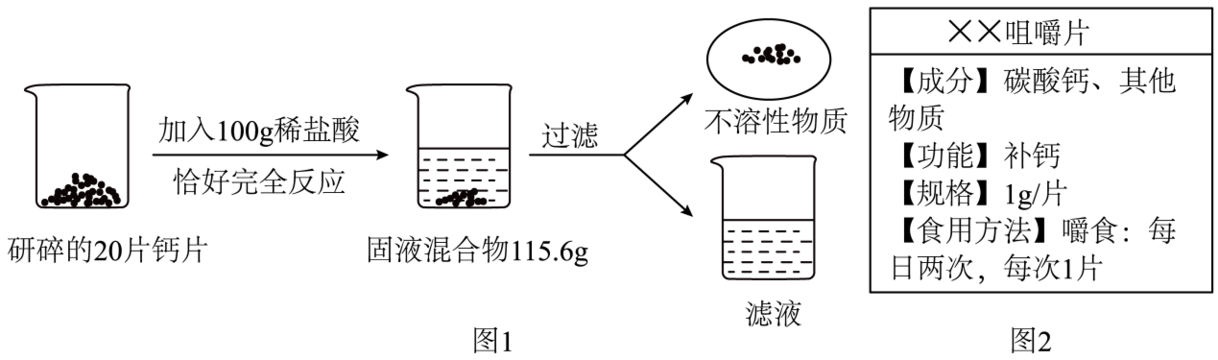 加入100g稀盐酸
恰好完全反应
研碎的20片钙片
固液混合物115.6g
过滤
不溶性物质
滤液
图1
××咀嚼片
【成分】碳酸钙、其他
物质
【功能】补钙
【规格】1g/片
【食用方法】嚼食：每
日两次，每次1片
图2